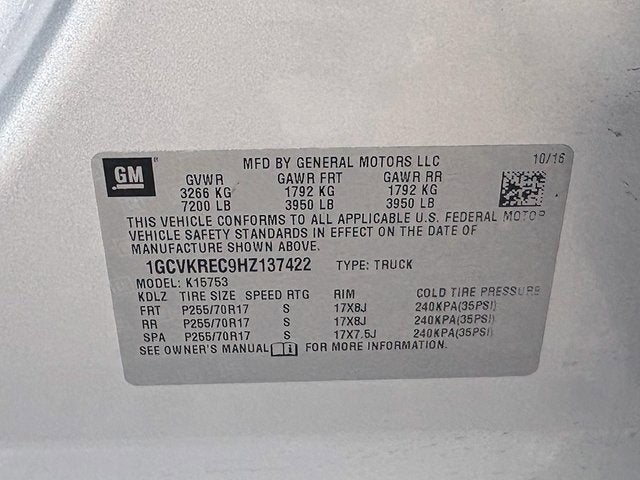 GM
MFD BY GENERAL MOTORS LLC 10/16
GVWR GAWR FRT GAWR RR
3266 KG 1792 KG 1792 KG
7200 LB 3950 LB 3950 LB
THIS VEHICLE CONFORMS TO ALL APPLICABLE U.S. FEDERAL MOTOR
VEHICLE SAFETY STANDARDS IN EFFECT ON THE DATE OF
MANUFACTURE SHOWN ABOVE.
1GCVKREC9HZ137422 TYPE: TRUCK
MODEL: K15753
KDLZ TIRE SIZE SPEED RTG RIM COLD TIRE PRESSURE
FRT P255/70R17 S 17X8J 240KPA(35PSI)
RR P255/70R17 S 17X8J 240KPA(35PSI)
SPA P255/70R17 S 17X7.5J 240KPA(35PSI)
SEE OWNER'S MANUAL i FOR MORE INFORMATION.